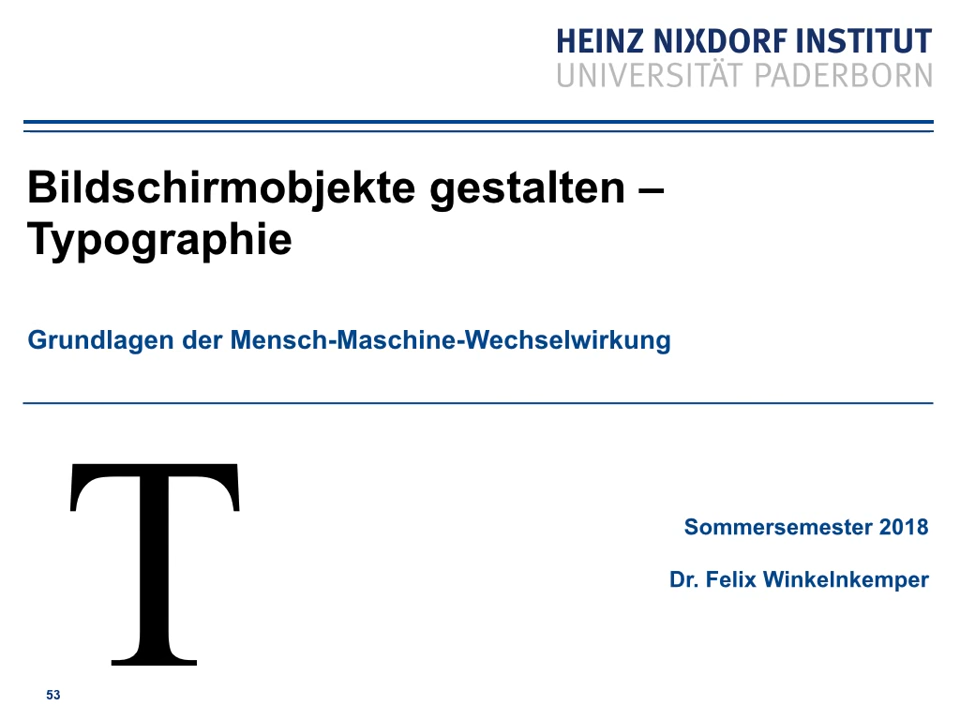 HEINZ NIXDORF INSTITUT
UNIVERSITÄT PADERBORN
Bildschirmobjekte gestalten –
Typographie
Grundlagen der Mensch-Maschine-Wechselwirkung
T
Sommersemester 2018
Dr. Felix Winkelnkemper
53